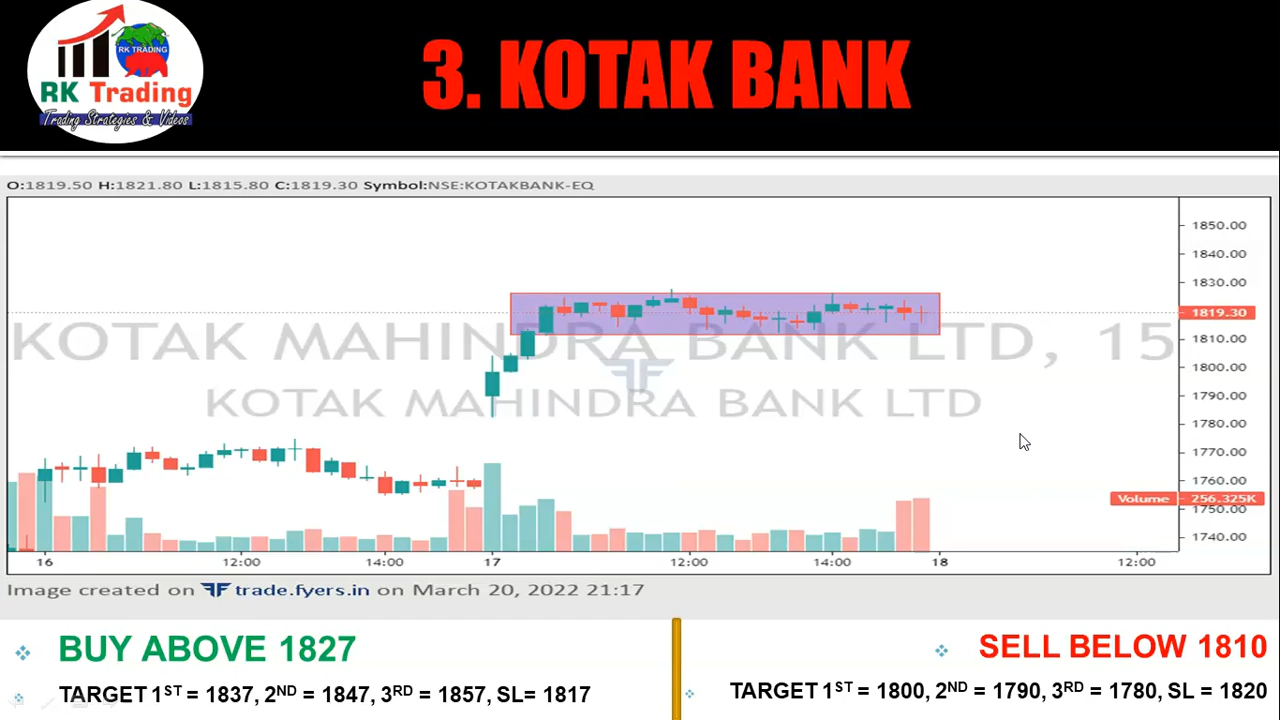 RK TRADING
RK Trading
Trading Strategies & Videos
3. KOTAK BANK
O:1819.50 H:1821.80 L:1815.80 C:1819.30 Symbol:NSE:KOTAKBANK-EQ
1850.00
1840.00
1830.00
1819.30
1810.00
1800.00
1790.00
1780.00
1770.00
1760.00
1750.00
1740.00
KOTAK MAHINDRA BANK LTD, 15
KOTAK MAHINDRA BANK LTD
Volume 256.325K
16 12:00 14:00 17 12:00 14:00 18 12:00
Image created on trade.fyers.in on March 20, 2022 21:17
BUY ABOVE 1827
TARGET 1ST = 1837, 2ND = 1847, 3RD = 1857, SL= 1817
SELL BELOW 1810
TARGET 1ST = 1800, 2ND = 1790, 3RD = 1780, SL = 1820